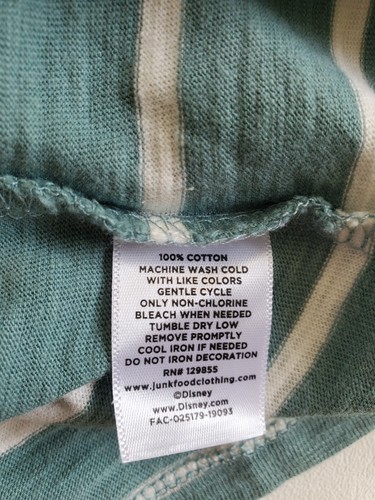 100% COTTON
MACHINE WASH COLD
WITH LIKE COLORS
GENTLE CYCLE
ONLY NON-CHLORINE
BLEACH WHEN NEEDED
TUMBLE DRY LOW
REMOVE PROMPTLY
COOL IRON IF NEEDED
DO NOT IRON DECORATION
RN# 129855
www.junkfoodclothing.com
©Disney
www.Disney.com
FAC-025179-19093